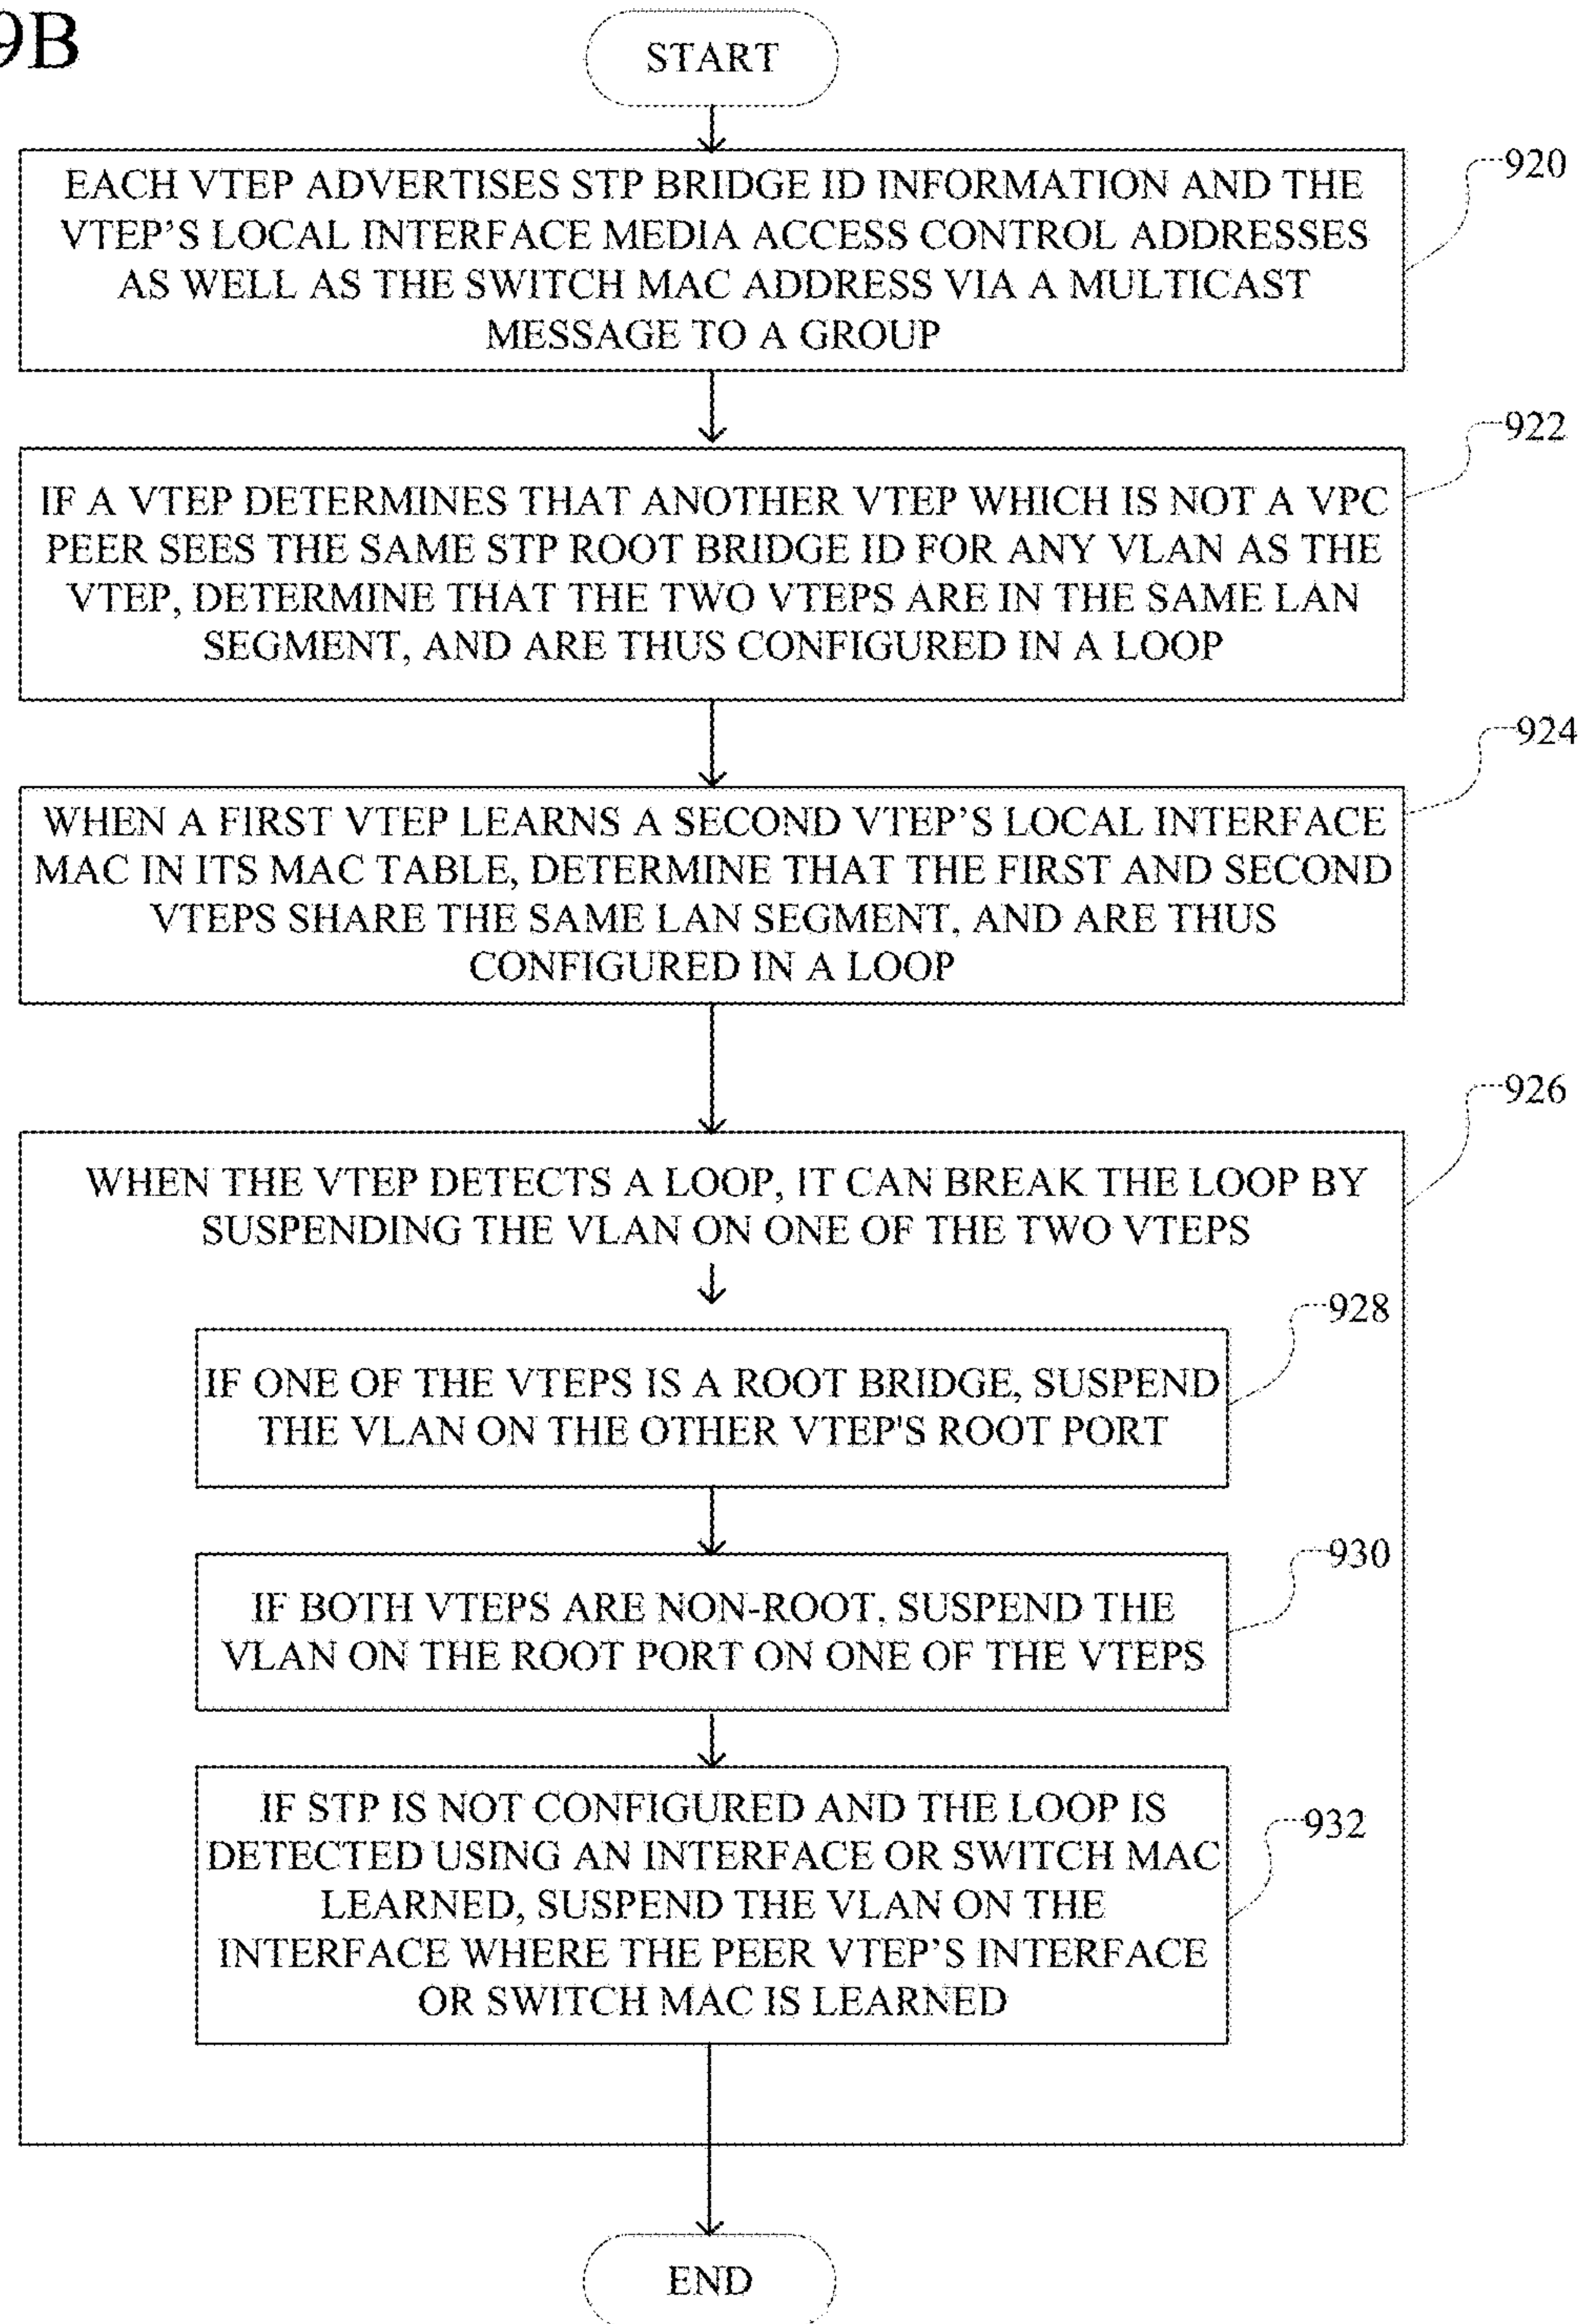 9B
START
EACH VTEP ADVERTISES STP BRIDGE ID INFORMATION AND THE
VTEP'S LOCAL INTERFACE MEDIA ACCESS CONTROL ADDRESSES
AS WELL AS THE SWITCH MAC ADDRESS VIA A MULTICAST
MESSAGE TO A GROUP
920
IF A VTEP DETERMINES THAT ANOTHER VTEP WHICH IS NOT A VPC
PEER SEES THE SAME STP ROOT BRIDGE ID FOR ANY VLAN AS THE
VTEP, DETERMINE THAT THE TWO VTEPS ARE IN THE SAME LAN
SEGMENT, AND ARE THUS CONFIGURED IN A LOOP
922
WHEN A FIRST VTEP LEARNS A SECOND VTEP'S LOCAL INTERFACE
MAC IN ITS MAC TABLE, DETERMINE THAT THE FIRST AND SECOND
VTEPS SHARE THE SAME LAN SEGMENT, AND ARE THUS
CONFIGURED IN A LOOP
924
WHEN THE VTEP DETECTS A LOOP, IT CAN BREAK THE LOOP BY
SUSPENDING THE VLAN ON ONE OF THE TWO VTEPS
926
IF ONE OF THE VTEPS IS A ROOT BRIDGE, SUSPEND
THE VLAN ON THE OTHER VTEP'S ROOT PORT
928
IF BOTH VTEPS ARE NON-ROOT, SUSPEND THE
VLAN ON THE ROOT PORT ON ONE OF THE VTEPS
930
IF STP IS NOT CONFIGURED AND THE LOOP IS
DETECTED USING AN INTERFACE OR SWITCH MAC
LEARNED, SUSPEND THE VLAN ON THE
INTERFACE WHERE THE PEER VTEP'S INTERFACE
OR SWITCH MAC IS LEARNED
932
END